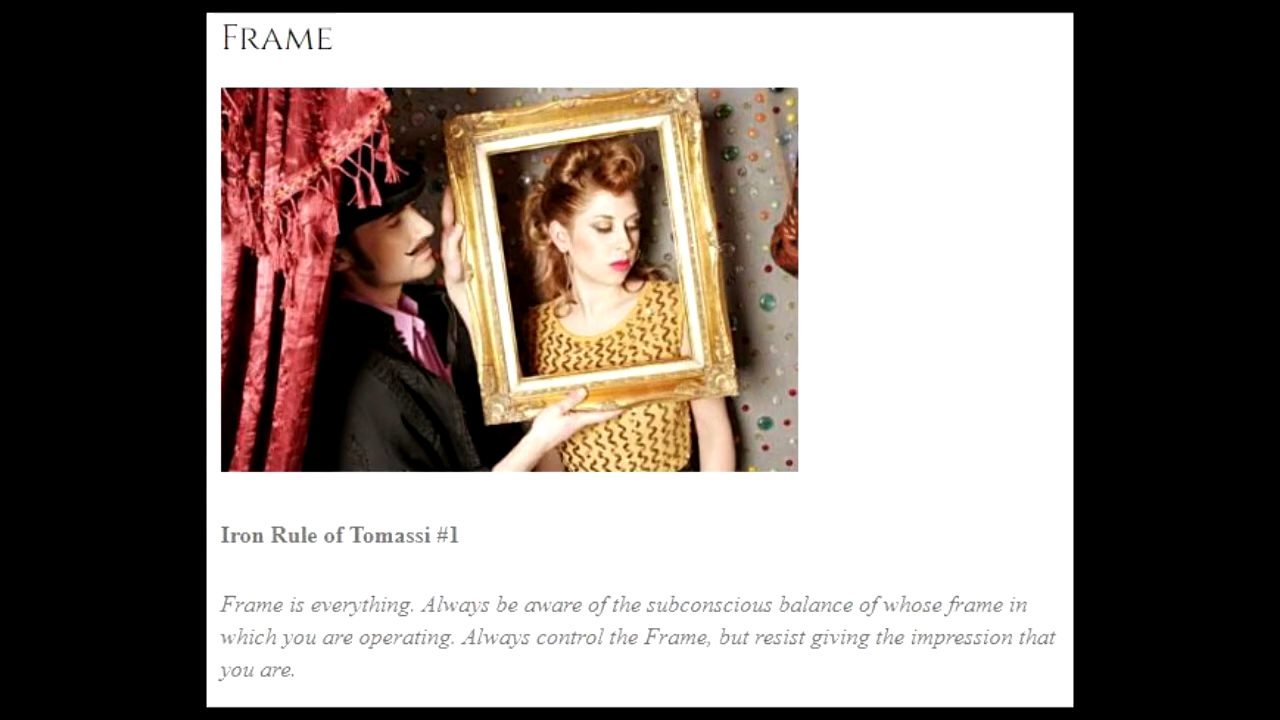 FRAME
Iron Rule of Tomassi #1
Frame is everything. Always be aware of the subconscious balance of whose frame in
which you are operating. Always control the Frame, but resist giving the impression that
you are.